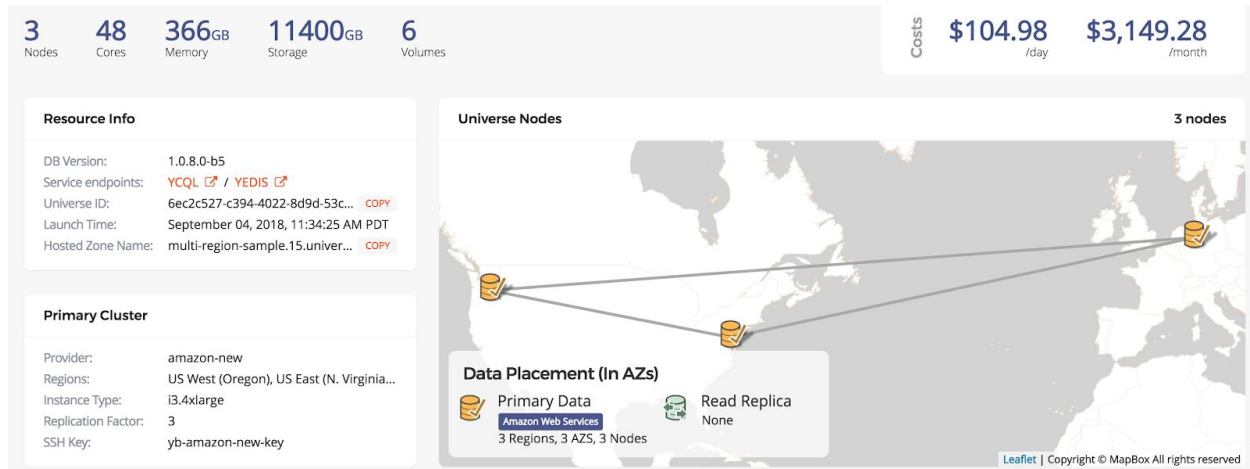 3 48 366GB 11400GB 6
Nodes Cores Memory Storage Volumes
Costs
$104.98 $3,149.28
/day /month
Resource Info
DB Version: 1.0.8.0-b5
Service endpoints: YCQL / YEDIS
Universe ID: 6ec2c527-c394-4022-8d9d-53c... COPY
Launch Time: September 04, 2018, 11:34:25 AM PDT
Hosted Zone Name: multi-region-sample.15.univer... COPY
Primary Cluster
Provider: amazon-new
Regions: US West (Oregon), US East (N. Virginia...
Instance Type: i3.4xlarge
Replication Factor: 3
SSH Key: yb-amazon-new-key
Universe Nodes 3 nodes
Data Placement (In AZs)
Primary Data
Amazon Web Services
3 Regions, 3 AZS, 3 Nodes
Read Replica
None
Leaflet | Copyright © MapBox All rights reserved